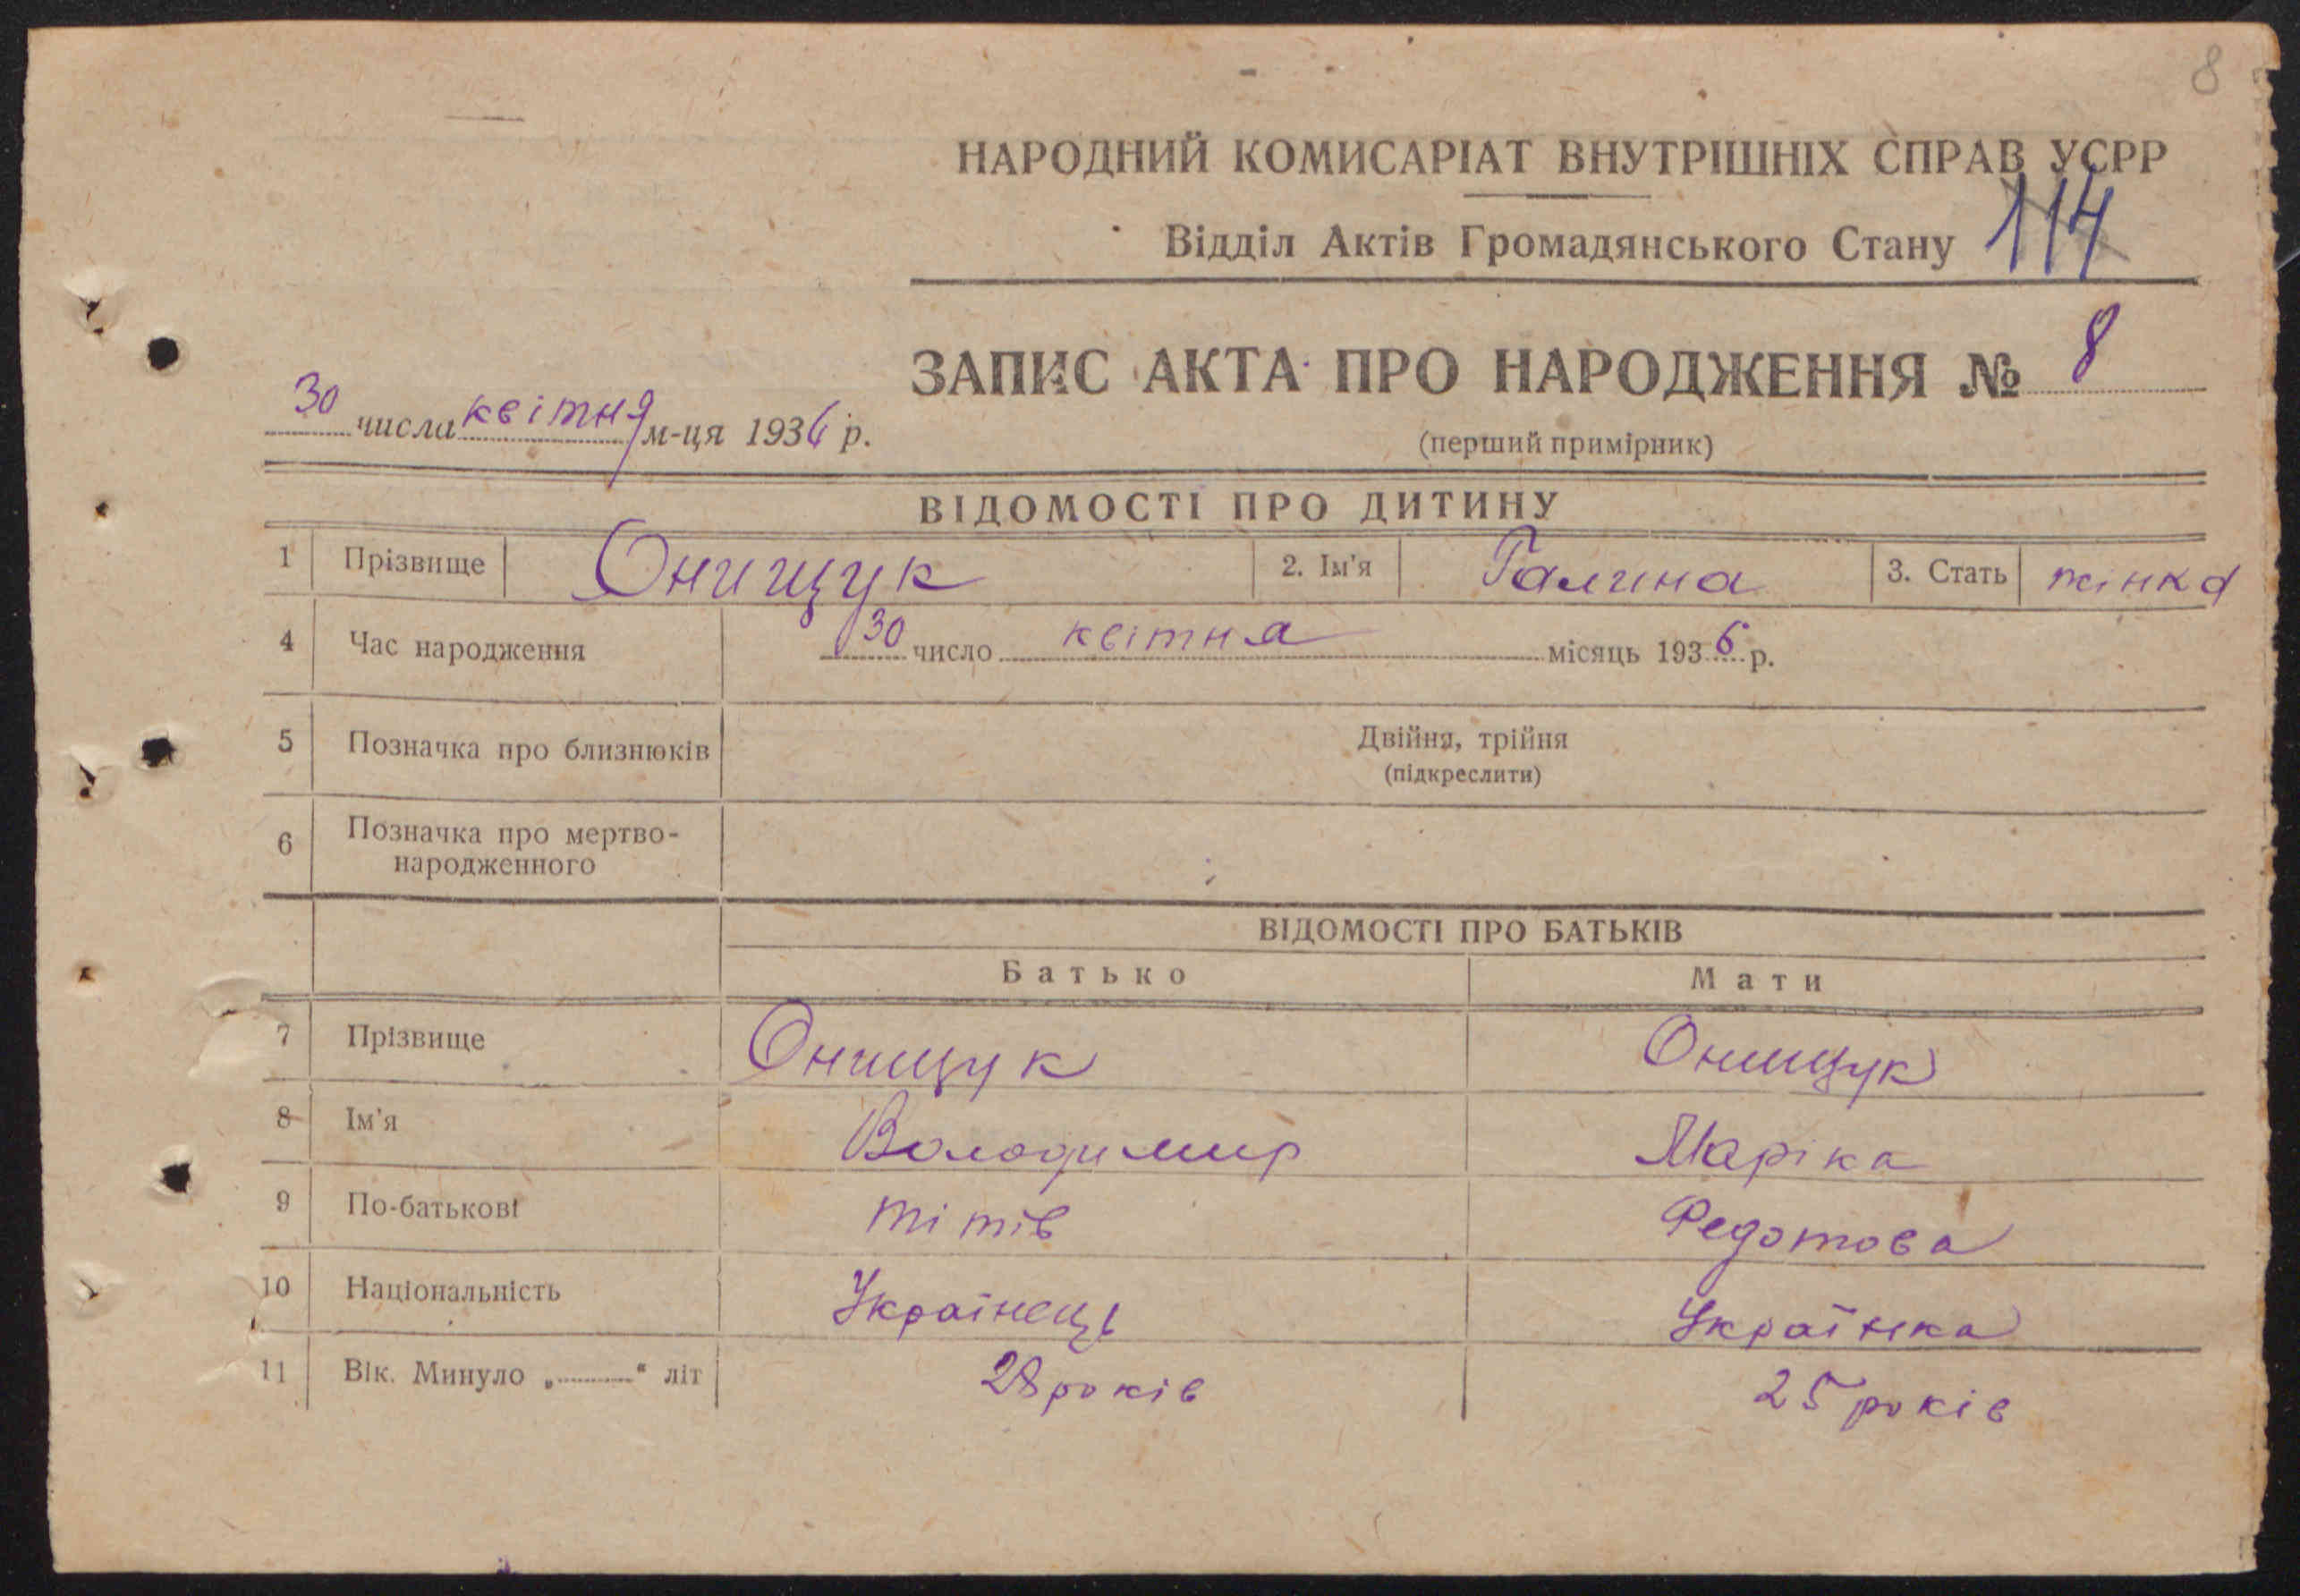 8
НАРОДНИЙ КОМИСАРІАТ ВНУТРІШНІХ СПРАВ УСРР
Відділ Актів Громадянського Стану 114
ЗАПИС АКТА ПРО НАРОДЖЕННЯ № 8
30 числа квітня м-ця 1936 р.
(перший примірник)
ВІДОМОСТІ ПРО ДИТИНУ
1 Прізвище Онищук 2. Ім'я Галина 3. Стать жінка
4 Час народження 30 число квітня місяць 1936 р.
5 Позначка про близнюків Двійня, трійня
(підкреслити)
6 Позначка про мертво-
народженного
ВІДОМОСТІ ПРО БАТЬКІВ
Батько Мати
7 Прізвище Онищук Онищук
8 Ім'я Володимир Маріка
9 По-батькові тітів Федотова
10 Національність Українець Українка
11 Вік. Минуло „........“ літ 28 років 25 років